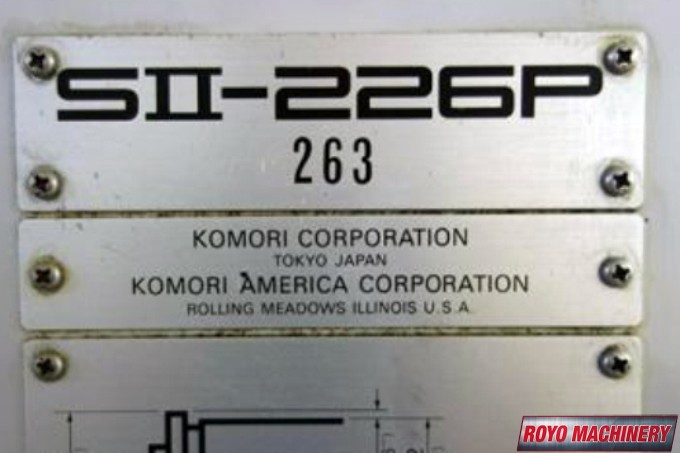 SII-226P
263
KOMORI CORPORATION
TOKYO JAPAN
KOMORI AMERICA CORPORATION
ROLLING MEADOWS ILLINOIS U.S.A.
ROYO MACHINERY